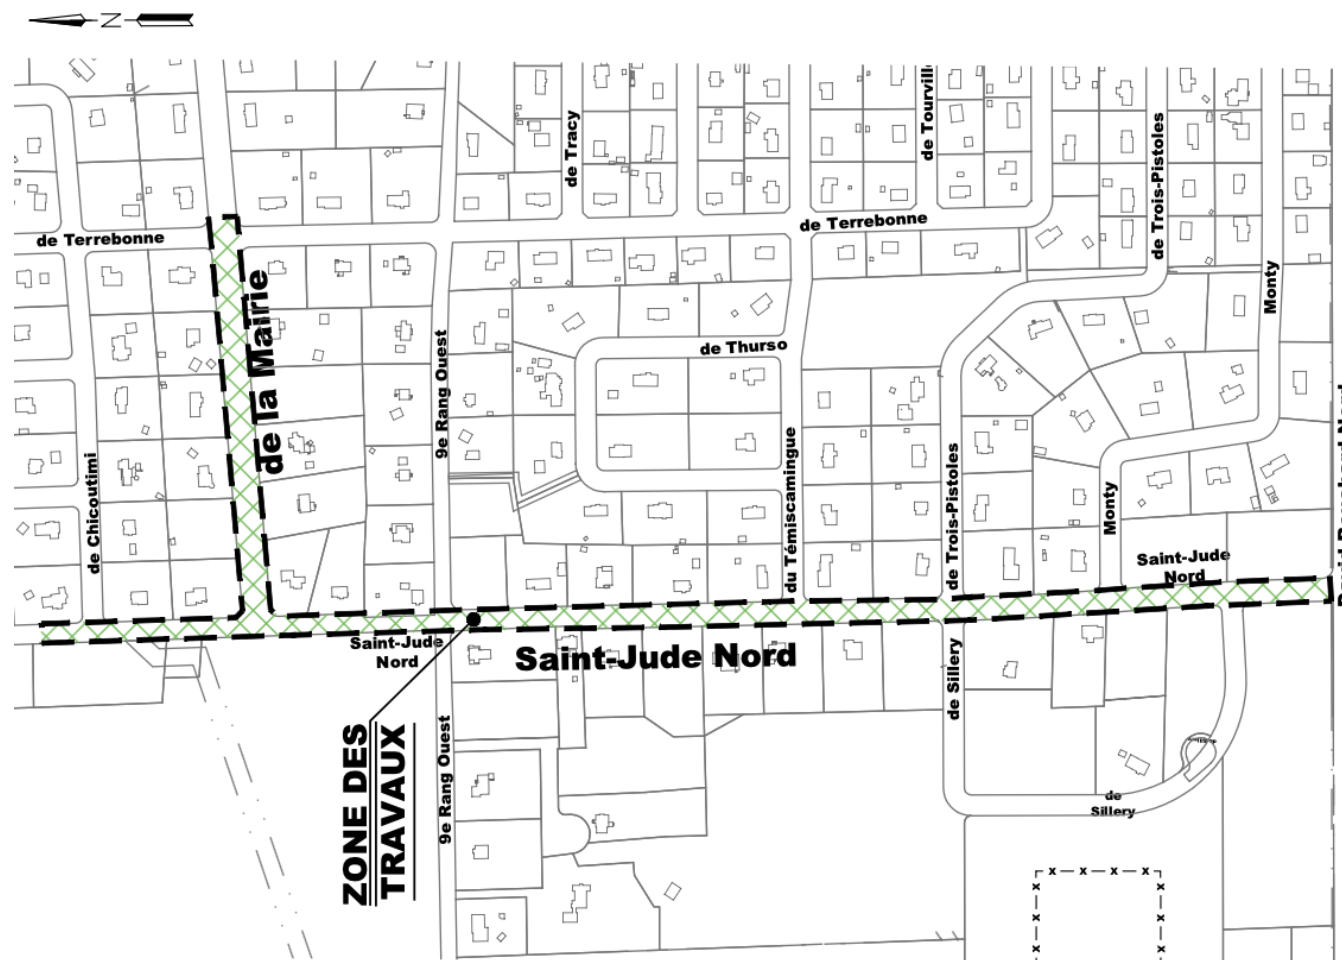 N
de Tracy
de Tourville
de Trois-Pistoles
de Terrebonne
de Terrebonne
de la Mairie
Monty
9e Rang Ouest
de Thurso
de Chicoutimi
du Témiscamingue
de Trois-Pistoles
Monty
Saint-Jude
Nord
Saint-Jude
Nord
Saint-Jude Nord
de Sillery
ZONE DES
TRAVAUX
9e Rang Ouest
de
Sillery
x x x x
x x
x x
x x